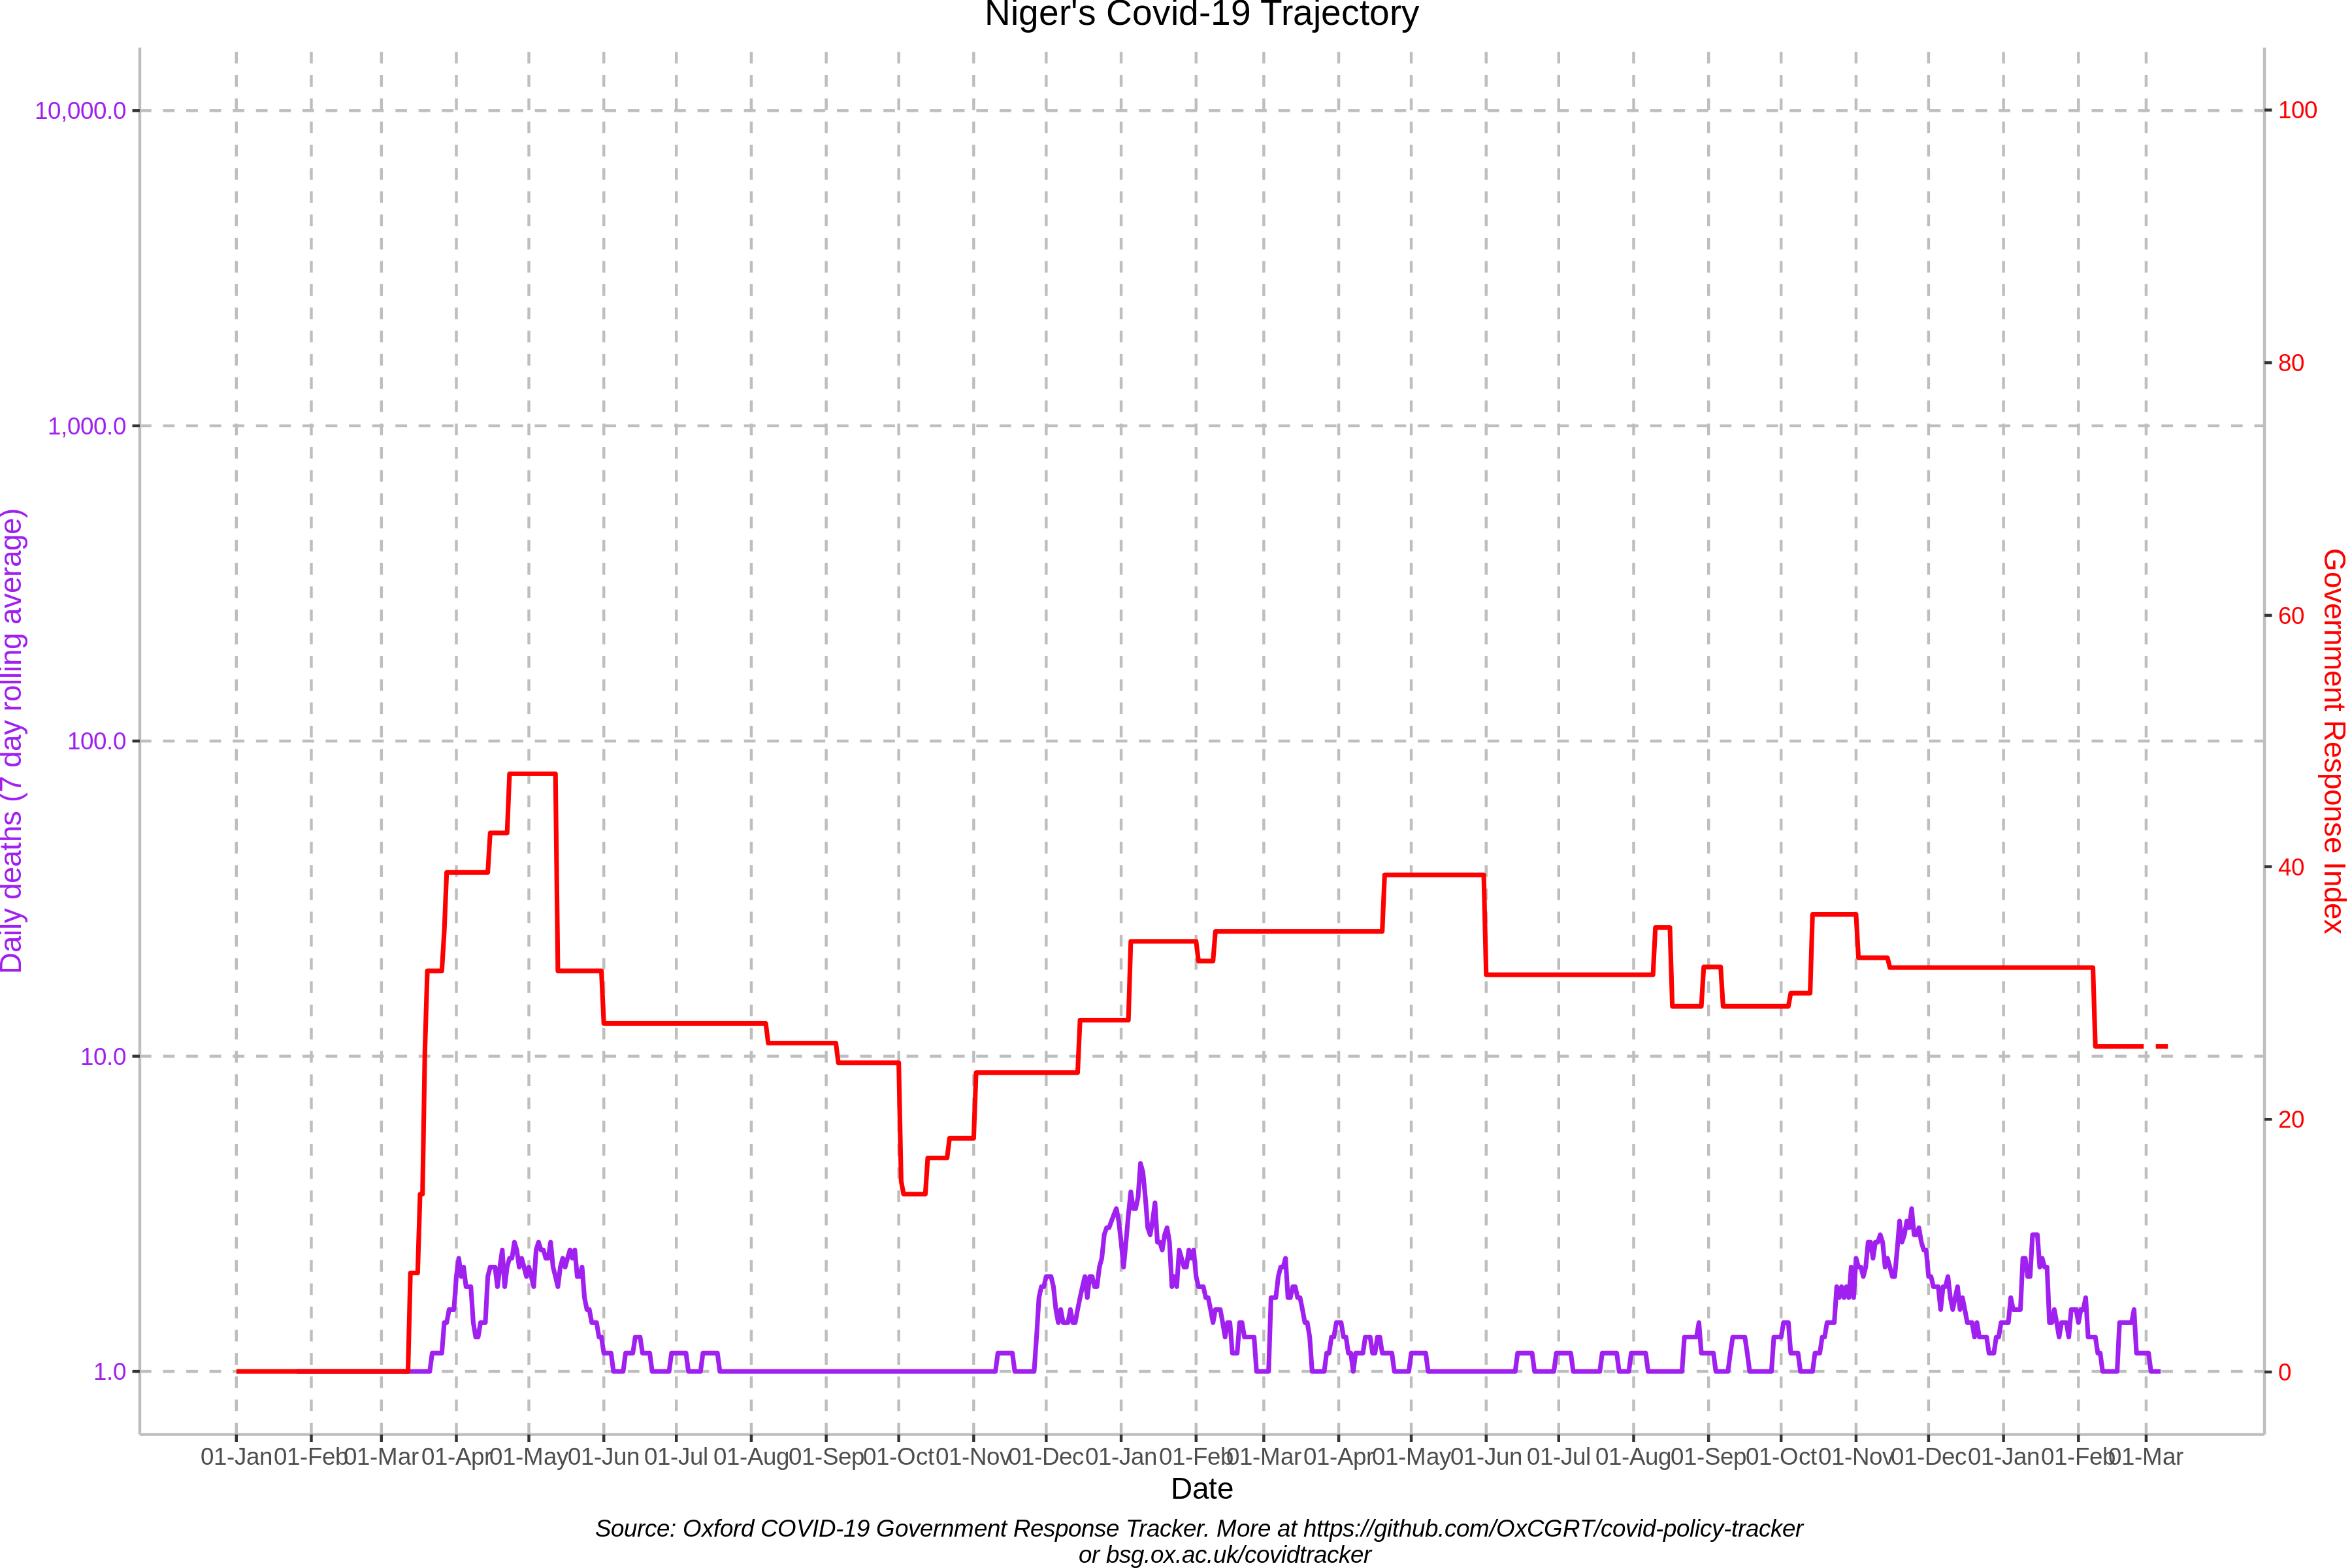 Niger's Covid-19 Trajectory
10,000.0
1,000.0
100.0
10.0
1.0
Daily deaths (7 day rolling average)
100
80
60
40
20
0
Government Response Index
01-Jan 01-Feb 01-Mar 01-Apr 01-May 01-Jun 01-Jul 01-Aug 01-Sep 01-Oct 01-Nov 01-Dec 01-Jan 01-Feb 01-Mar 01-Apr 01-May 01-Jun 01-Jul 01-Aug 01-Sep 01-Oct 01-Nov 01-Dec 01-Jan 01-Feb 01-Mar
Date
Source: Oxford COVID-19 Government Response Tracker. More at https://github.com/OxCGRT/covid-policy-tracker
or bsg.ox.ac.uk/covidtracker